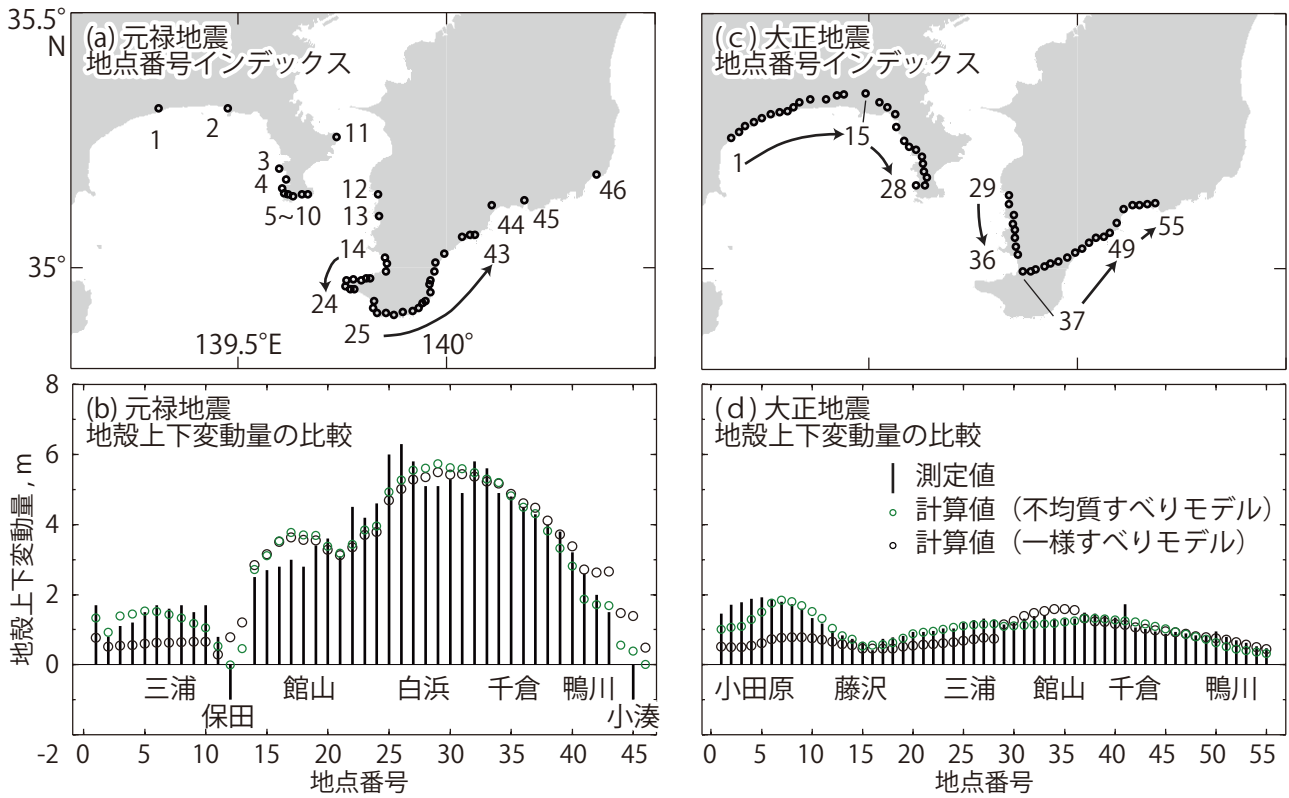 35.5°
N
(a) 元禄地震
地点番号インデックス
1
2
3
4
5~10
11
12
13
14
24
25
43
44
45
46
35°
139.5°E
140°
(c) 大正地震
地点番号インデックス
1
15
28
29
36
37
49
55
(b) 元禄地震
地殻上下変動量の比較
地殻上下変動量, m
8
6
4
2
0
-2
三浦
保田
館山
白浜
千倉
鴨川
小湊
0 5 10 15 20 25 30 35 40 45
地点番号
(d) 大正地震
地殻上下変動量の比較
測定値
計算値（不均質すべりモデル）
計算値（一様すべりモデル）
小田原
藤沢
三浦
館山
千倉
鴨川
0 5 10 15 20 25 30 35 40 45 50 55
地点番号